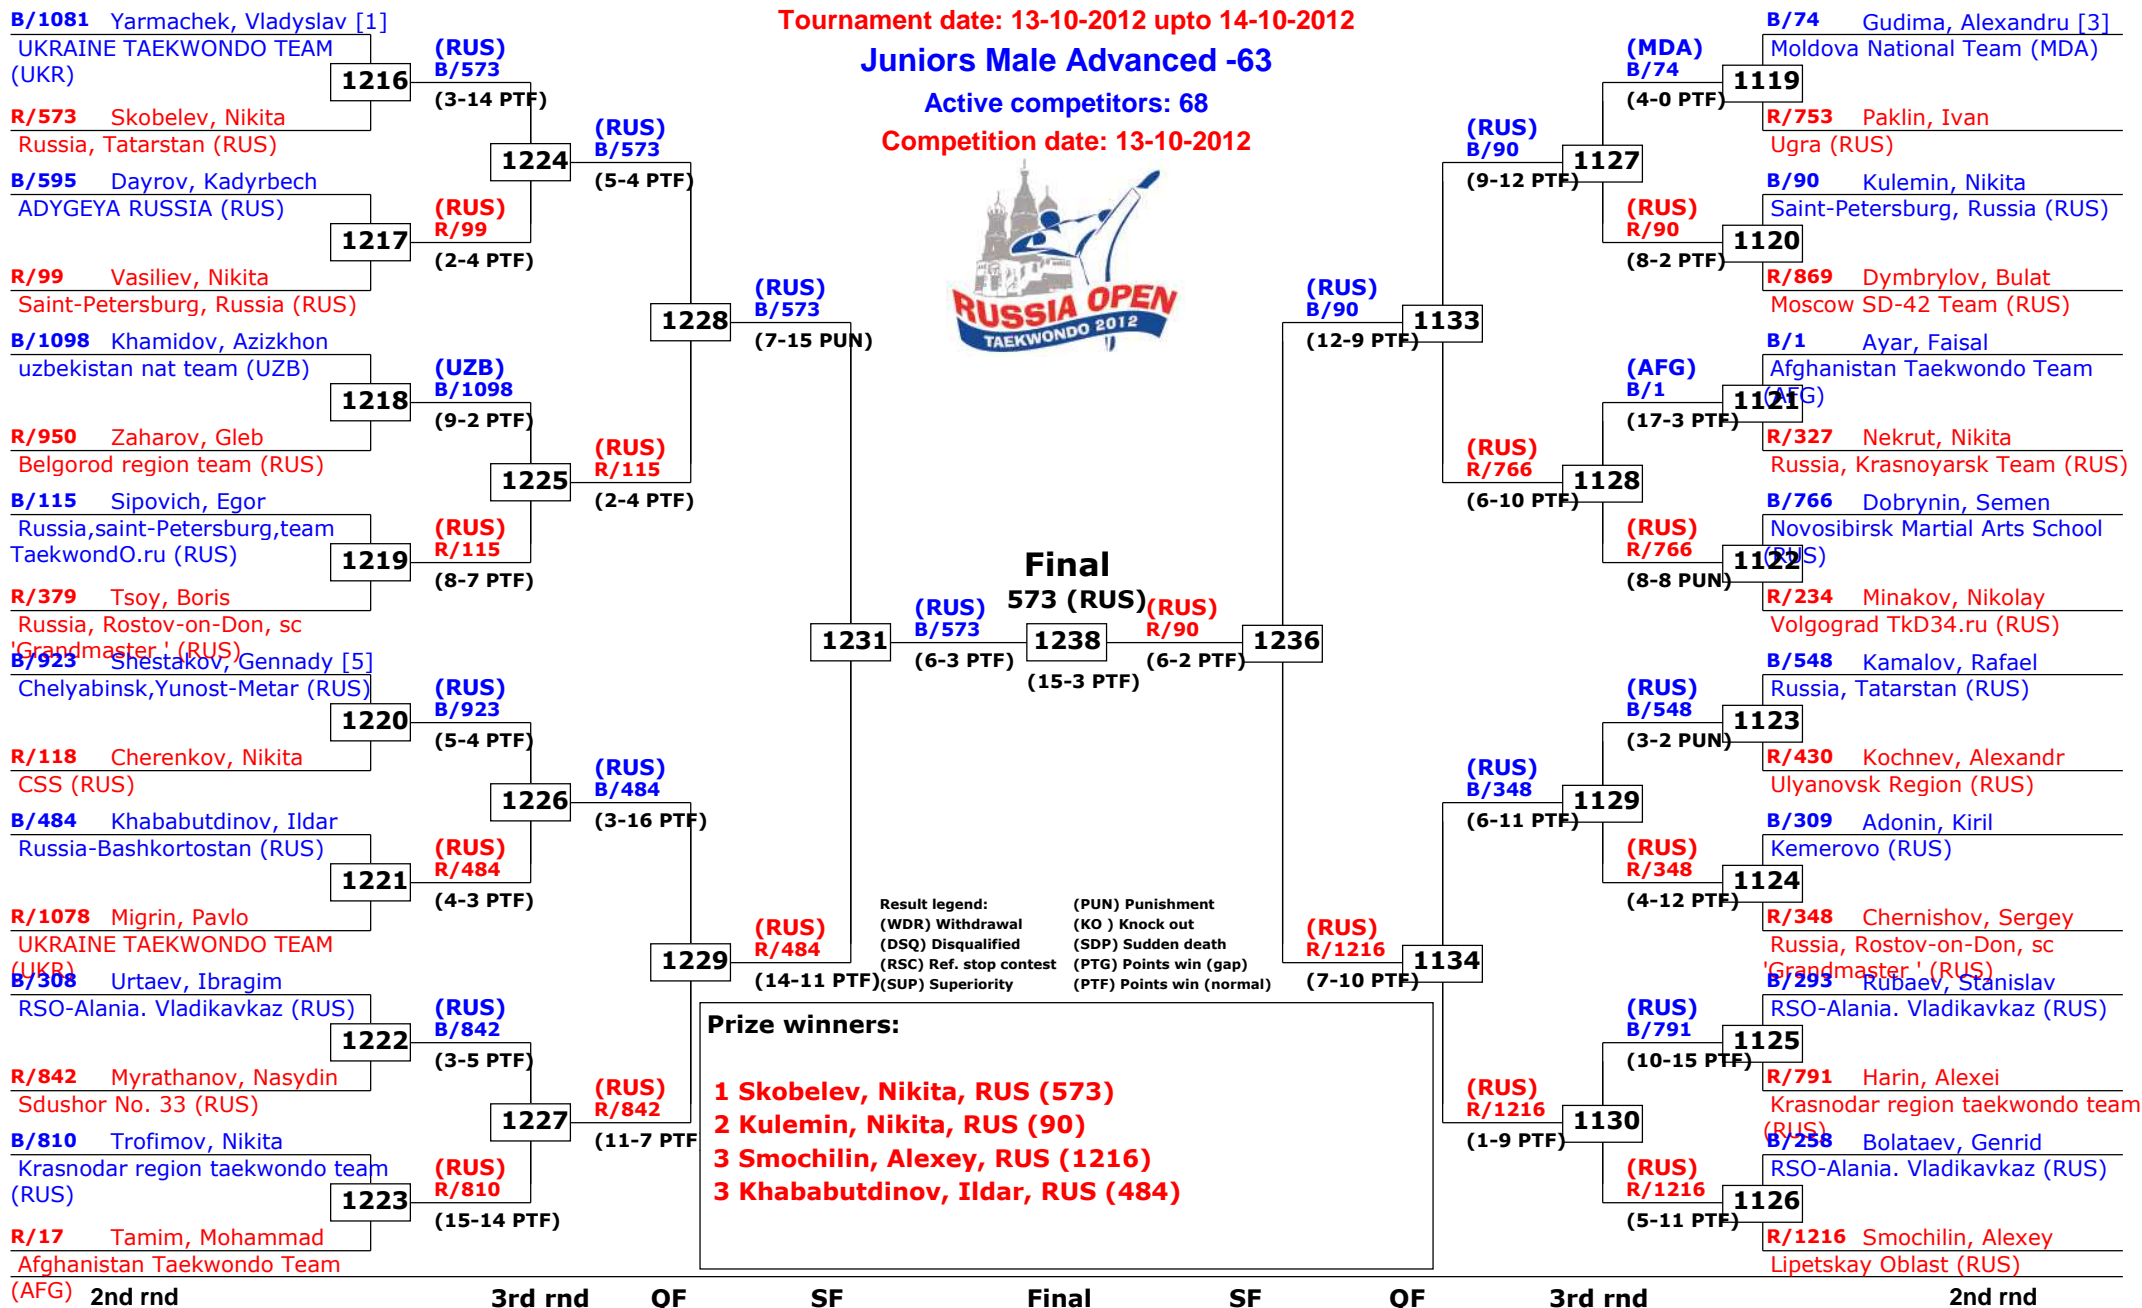 Tournament date: 13-10-2012 upto 14-10-2012
Juniors Male Advanced -63
Active competitors: 68
Competition date: 13-10-2012
RUSSIA OPEN
TAEKWONDO 2012
B/1081 Yarmachek, Vladyslav [1]
UKRAINE TAEKWONDO TEAM
(UKR)
1216
R/573 Skobelev, Nikita
Russia, Tatarstan (RUS)
B/595 Dayrov, Kadyrbech
ADYGEYA RUSSIA (RUS)
1217
R/99 Vasiliev, Nikita
Saint-Petersburg, Russia (RUS)
B/1098 Khamidov, Azizkhon
uzbekistan nat team (UZB)
1218
R/950 Zaharov, Gleb
Belgorod region team (RUS)
B/115 Sipovich, Egor
Russia,saint-Petersburg,team
TaekwondO.ru (RUS)
1219
R/379 Tsoy, Boris
Russia, Rostov-on-Don, sc
'Grandmaster ' (RUS)
B/923 Shestakov, Gennady [5]
Chelyabinsk,Yunost-Metar (RUS)
1220
R/118 Cherenkov, Nikita
CSS (RUS)
B/484 Khababutdinov, Ildar
Russia-Bashkortostan (RUS)
1221
R/1078 Migrin, Pavlo
UKRAINE TAEKWONDO TEAM
(UKR)
B/308 Urtaev, Ibragim
RSO-Alania. Vladikavkaz (RUS)
1222
R/842 Myrathanov, Nasydin
Sdushor No. 33 (RUS)
B/810 Trofimov, Nikita
Krasnodar region taekwondo team
(RUS)
1223
R/17 Tamim, Mohammad
Afghanistan Taekwondo Team
(AFG)
(RUS)
B/573
(3-14 PTF)
1224
(RUS)
R/99
(2-4 PTF)
(UZB)
B/1098
(9-2 PTF)
1225
(RUS)
R/115
(8-7 PTF)
(RUS)
B/923
(5-4 PTF)
1226
(RUS)
R/484
(4-3 PTF)
(RUS)
B/842
(3-5 PTF)
1227
(RUS)
R/810
(15-14 PTF)
(RUS)
B/573
(5-4 PTF)
1228
(RUS)
R/115
(2-4 PTF)
(RUS)
B/484
(3-16 PTF)
1229
(RUS)
R/842
(11-7 PTF
(RUS)
B/573
(7-15 PUN)
1231
(RUS)
R/484
(14-11 PTF)
(RUS)
B/573
(6-3 PTF)
Final
573 (RUS)
1238
(15-3 PTF)
(RUS)
R/90
(6-2 PTF)
(RUS)
B/90
(12-9 PTF)
1236
(RUS)
R/1216
(7-10 PTF)
(RUS)
B/90
(9-12 PTF)
1133
(RUS)
R/766
(6-10 PTF)
(RUS)
B/348
(6-11 PTF)
1134
(RUS)
R/1216
(1-9 PTF)
(MDA)
B/74
(4-0 PTF)
1127
(RUS)
R/90
(8-2 PTF)
(AFG)
B/1
(17-3 PTF)
1128
(RUS)
R/766
(8-8 PUN)
(RUS)
B/548
(3-2 PUN)
1129
(RUS)
R/348
(4-12 PTF)
(RUS)
B/791
(10-15 PTF)
1130
(RUS)
R/1216
(5-11 PTF)
B/74 Gudima, Alexandru [3]
Moldova National Team (MDA)
1119
R/753 Paklin, Ivan
Ugra (RUS)
B/90 Kulemin, Nikita
Saint-Petersburg, Russia (RUS)
1120
R/869 Dymbrylov, Bulat
Moscow SD-42 Team (RUS)
B/1 Ayar, Faisal
Afghanistan Taekwondo Team
(AFG)
1121
R/327 Nekrut, Nikita
Russia, Krasnoyarsk Team (RUS)
B/766 Dobrynin, Semen
Novosibirsk Martial Arts School
(RUS)
1122
R/234 Minakov, Nikolay
Volgograd TkD34.ru (RUS)
B/548 Kamalov, Rafael
Russia, Tatarstan (RUS)
1123
R/430 Kochnev, Alexandr
Ulyanovsk Region (RUS)
B/309 Adonin, Kiril
Kemerovo (RUS)
1124
R/348 Chernishov, Sergey
Russia, Rostov-on-Don, sc
'Grandmaster ' (RUS)
B/293 Rubaev, Stanislav
RSO-Alania. Vladikavkaz (RUS)
1125
R/791 Harin, Alexei
Krasnodar region taekwondo team
(RUS)
B/258 Bolataev, Genrid
RSO-Alania. Vladikavkaz (RUS)
1126
R/1216 Smochilin, Alexey
Lipetskay Oblast (RUS)
Result legend: (PUN) Punishment
(WDR) Withdrawal (KO ) Knock out
(DSQ) Disqualified (SDP) Sudden death
(RSC) Ref. stop contest (PTG) Points win (gap)
(SUP) Superiority (PTF) Points win (normal)
Prize winners:
1 Skobelev, Nikita, RUS (573)
2 Kulemin, Nikita, RUS (90)
3 Smochilin, Alexey, RUS (1216)
3 Khababutdinov, Ildar, RUS (484)
2nd rnd 3rd rnd QF SF Final SF QF 3rd rnd 2nd rnd